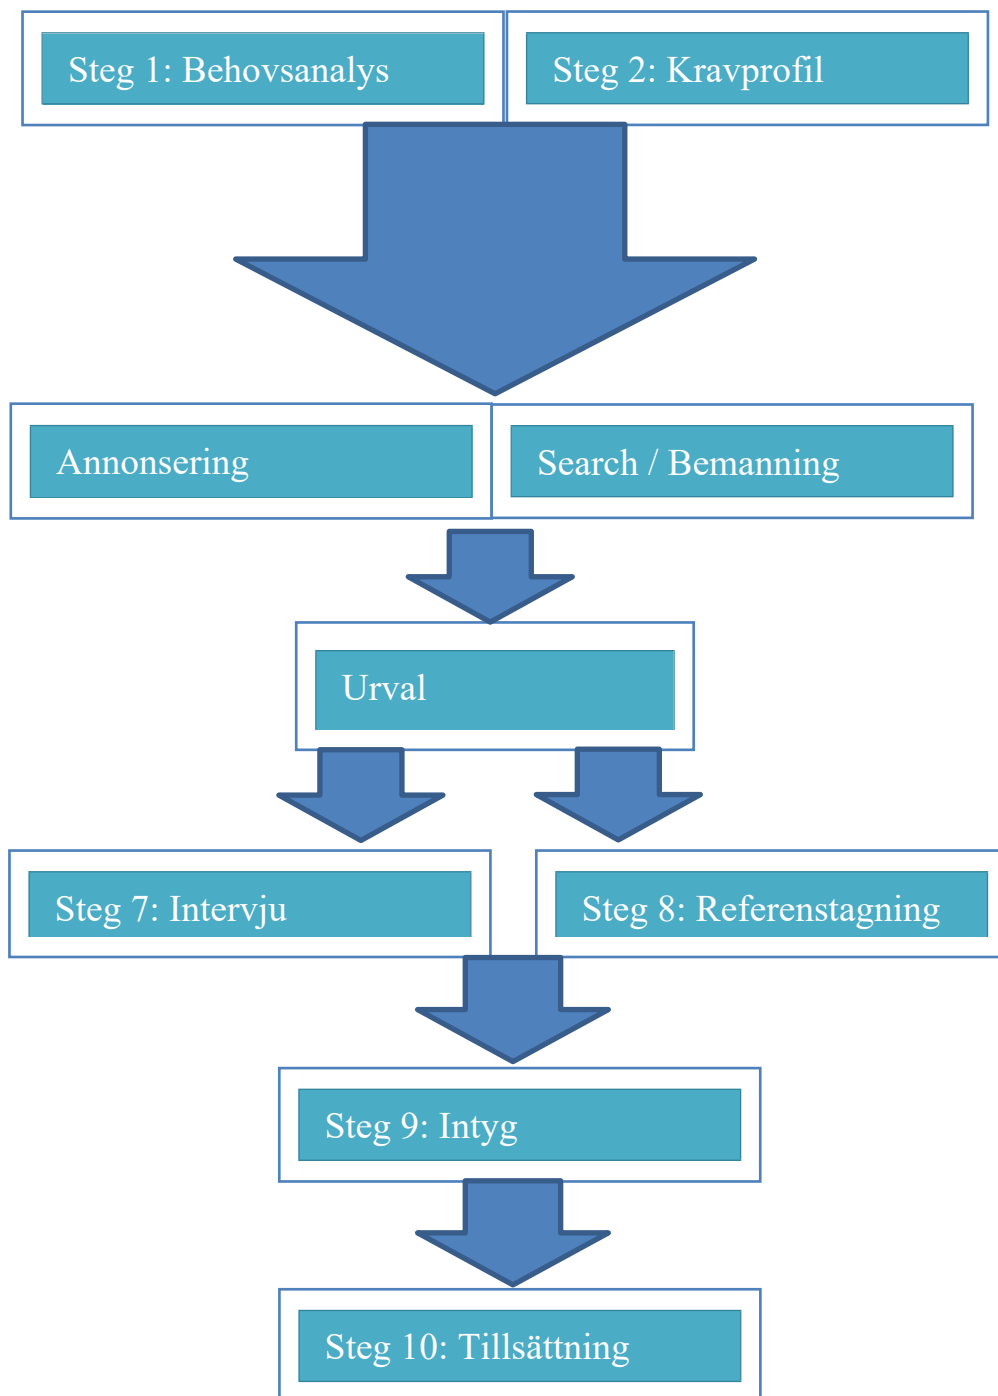 Steg 1: Behovsanalys
Steg 2: Kravprofil
Annonsering
Search / Bemanning
Urval
Steg 7: Intervju
Steg 8: Referenstagning
Steg 9: Intyg
Steg 10: Tillsättning